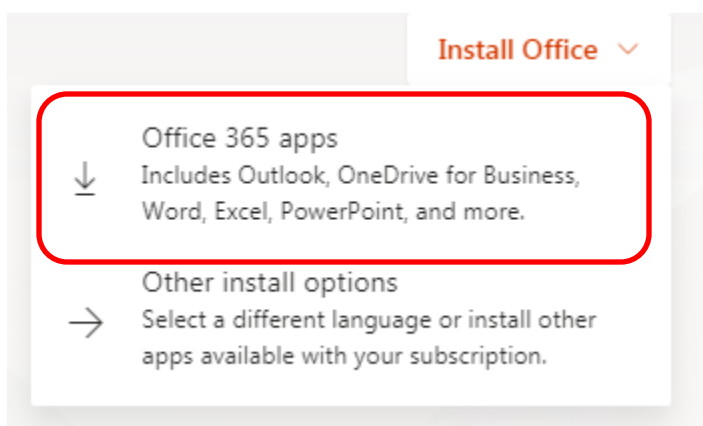 Install Office
Office 365 apps
Includes Outlook, OneDrive for Business,
Word, Excel, PowerPoint, and more.
Other install options
Select a different language or install other
apps available with your subscription.